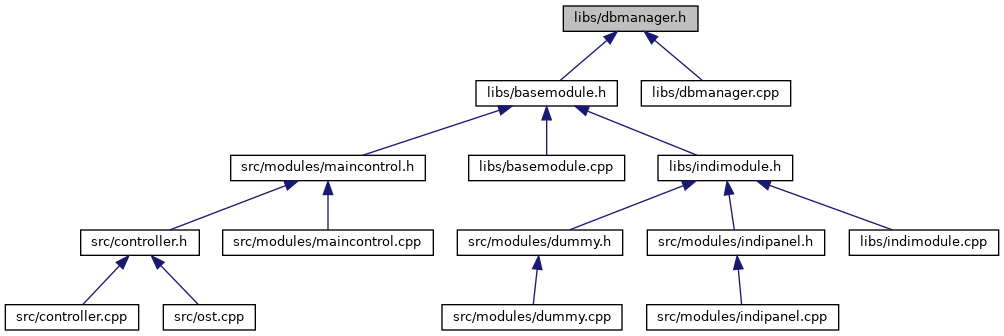 libs/dbmanager.h
libs/basemodule.h
libs/dbmanager.cpp
src/modules/maincontrol.h
libs/basemodule.cpp
libs/indimodule.h
src/controller.h
src/modules/maincontrol.cpp
src/modules/dummy.h
src/modules/indipanel.h
libs/indimodule.cpp
src/controller.cpp
src/ost.cpp
src/modules/dummy.cpp
src/modules/indipanel.cpp